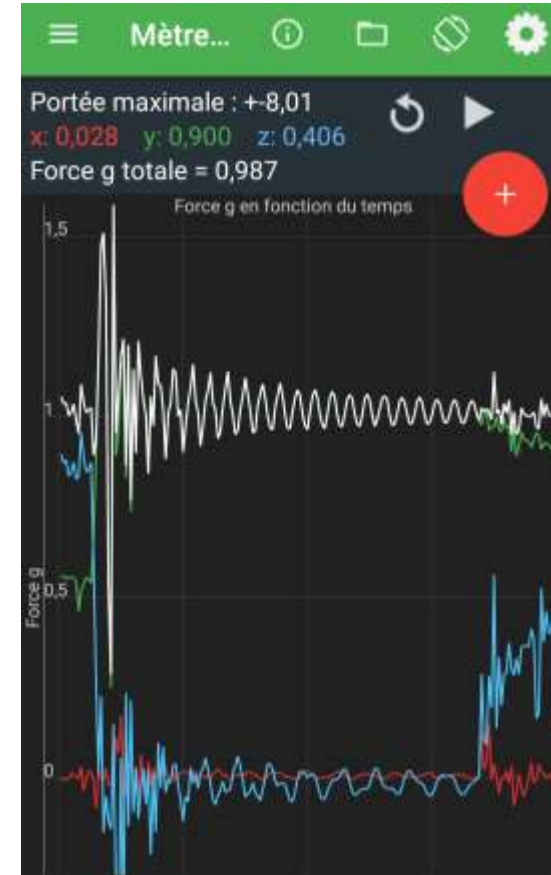 Mètre...
Portée maximale : +-8,01
x: 0,028 y: 0,900 z: 0,406
Force g totale = 0,987
+
Force g en fonction du temps
1,5
1
0,5
0
Force g